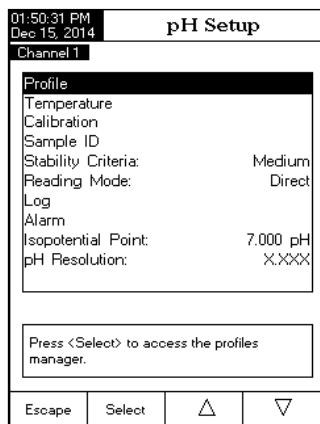 01:50:31 PM
Dec 15, 2014
pH Setup
Channel 1
Profile
Temperature
Calibration
Sample ID
Stability Criteria: Medium
Reading Mode: Direct
Log
Alarm
Isopotential Point: 7.000 pH
pH Resolution: X.XXX
Press <Select> to access the profiles
manager.
Escape Select △ ▽